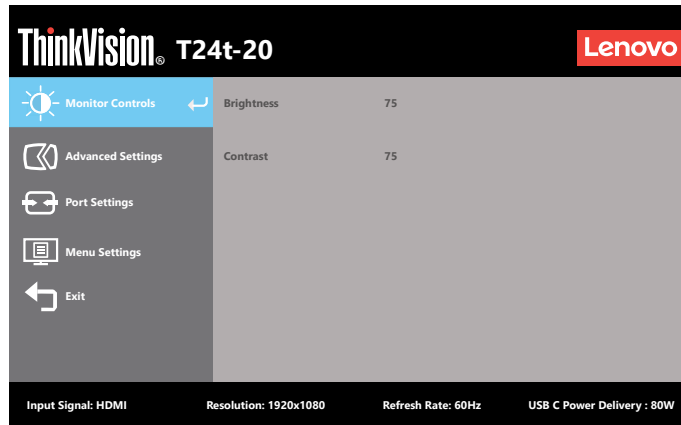 ThinkVision® T24t-20
Lenovo
Monitor Controls
Brightness 75
Advanced Settings
Contrast 75
Port Settings
Menu Settings
Exit
Input Signal: HDMI Resolution: 1920x1080 Refresh Rate: 60Hz USB C Power Delivery : 80W